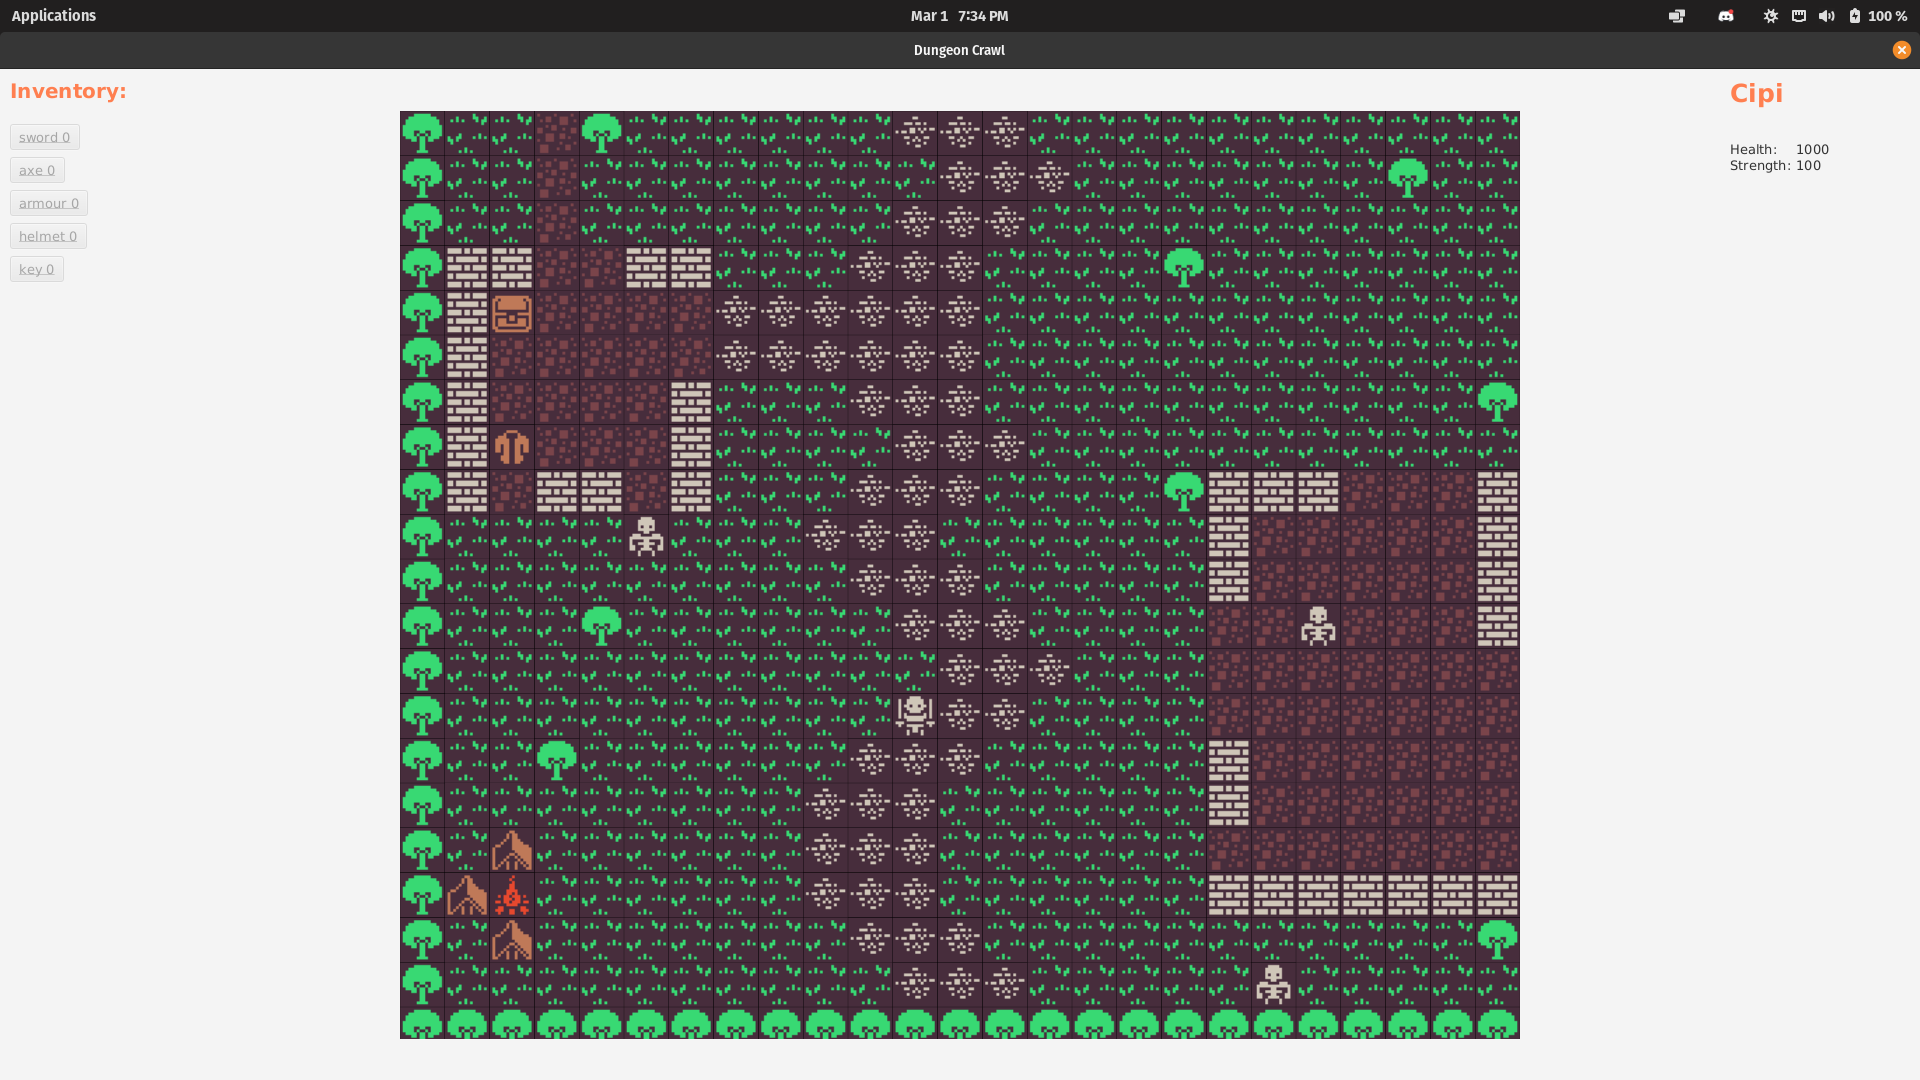 Applications
Mar 1 7:34 PM
100 %
Dungeon Crawl
Inventory:
sword 0
axe 0
armour 0
helmet 0
key 0
Cipi
Health: 1000
Strength: 100